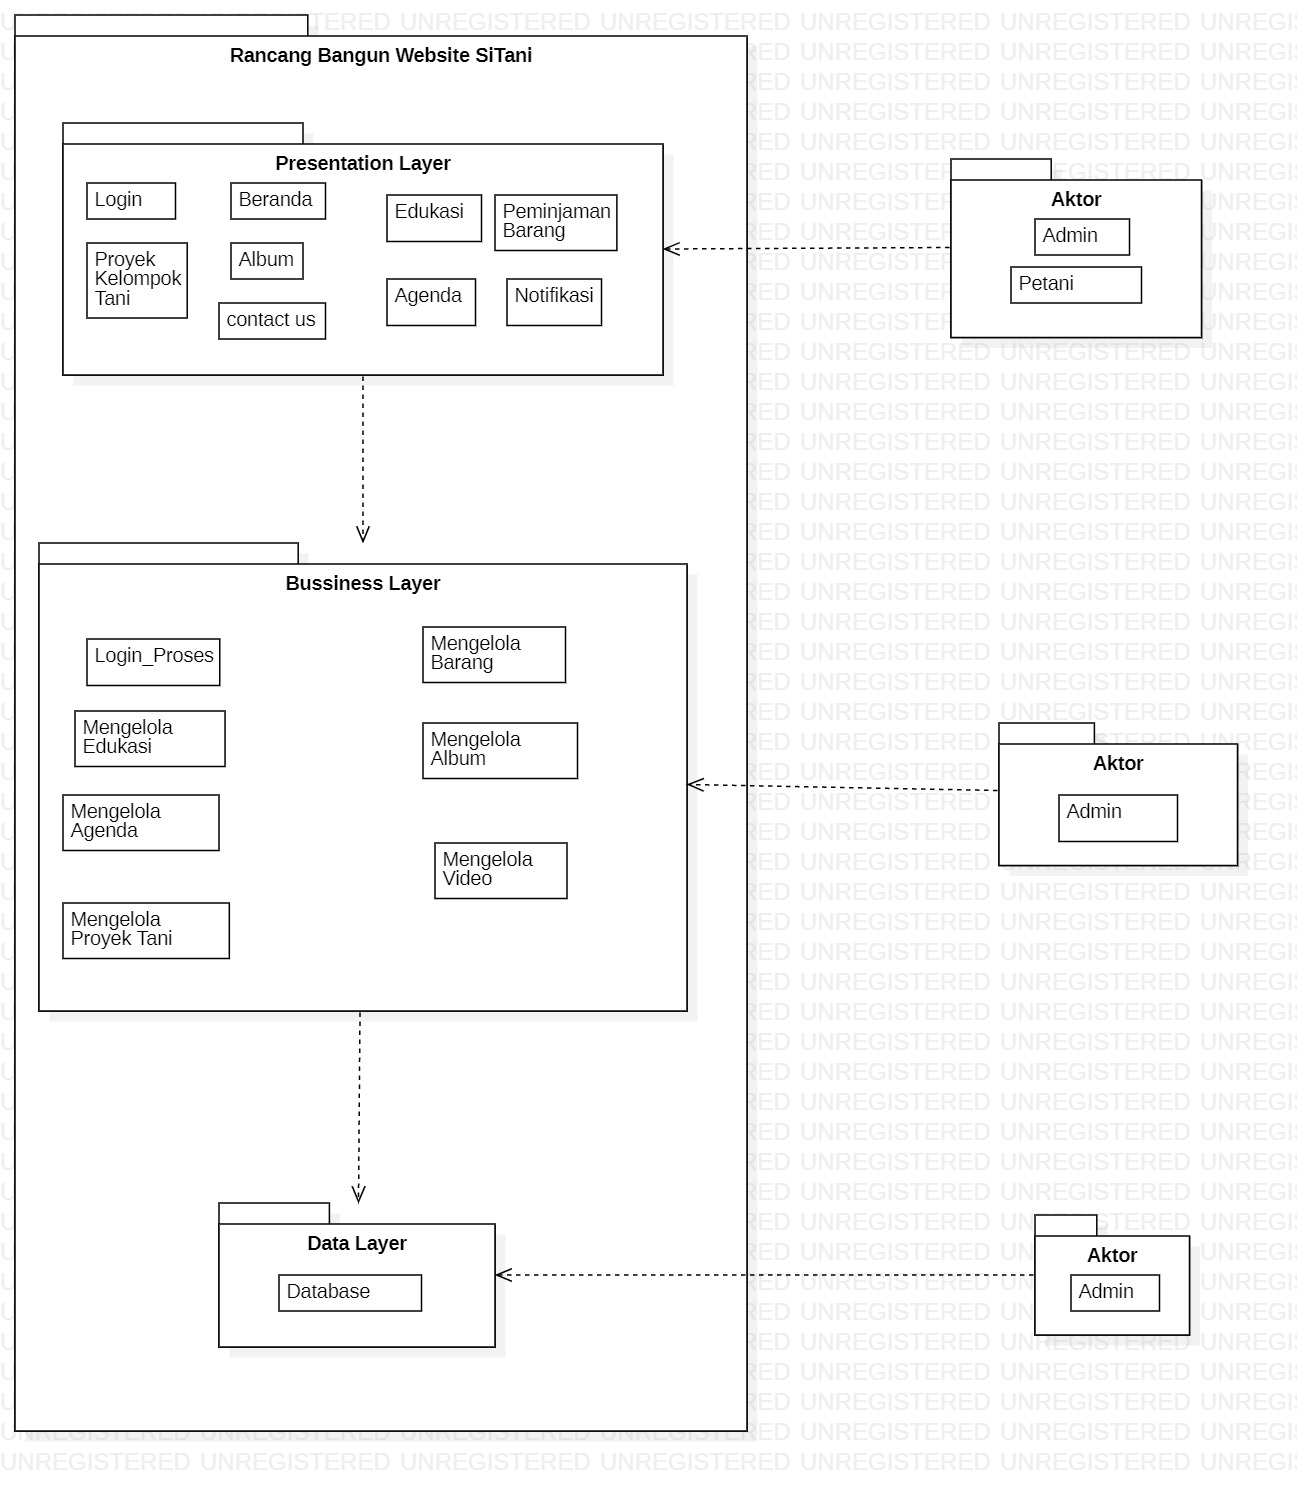 Rancang Bangun Website SiTani
Presentation Layer
Login
Beranda
Edukasi
Peminjaman
Barang
Proyek
Kelompok
Tani
Album
contact us
Agenda
Notifikasi
Aktor
Admin
Petani
Bussiness Layer
Login_Proses
Mengelola
Edukasi
Mengelola
Agenda
Mengelola
Proyek Tani
Mengelola
Barang
Mengelola
Album
Mengelola
Video
Aktor
Admin
Data Layer
Database
Aktor
Admin
UNREGISTERED UNREGISTERED UNREGISTERED UNREGISTERED UNREGISTERED UNREGISTERED UNREGIS